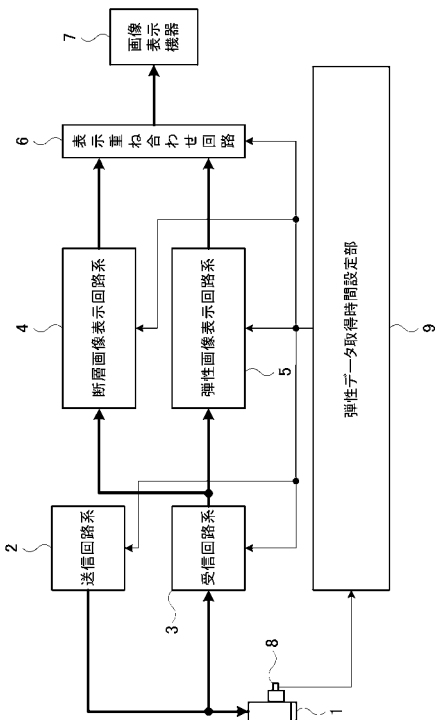 7
画像
表示
機器
6
表示重ね合わせ回路
4
断層画像表示回路系
弾性画像表示回路系
5
2
送信回路系
受信回路系
3
弾性データ取得時間設定部
9
8
1